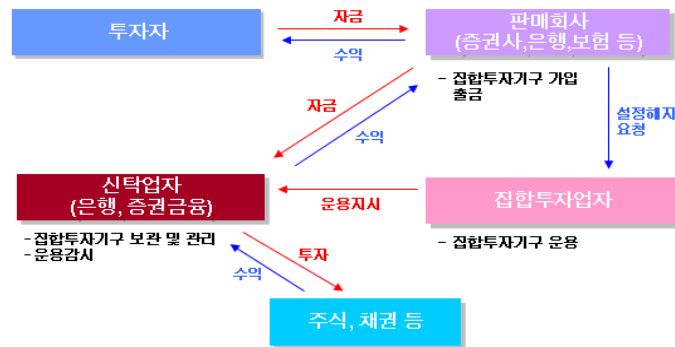 투자자
자금
수익
판매회사
(증권사,은행,보험 등)
- 집합투자기구 가입
출금
자금
수익
설정해지
요청
신탁업자
(은행, 증권금융)
운용지시
집합투자업자
-집합투자기구 보관 및 관리
-운용감시
- 집합투자기구 운용
투자
수익
주식, 채권 등